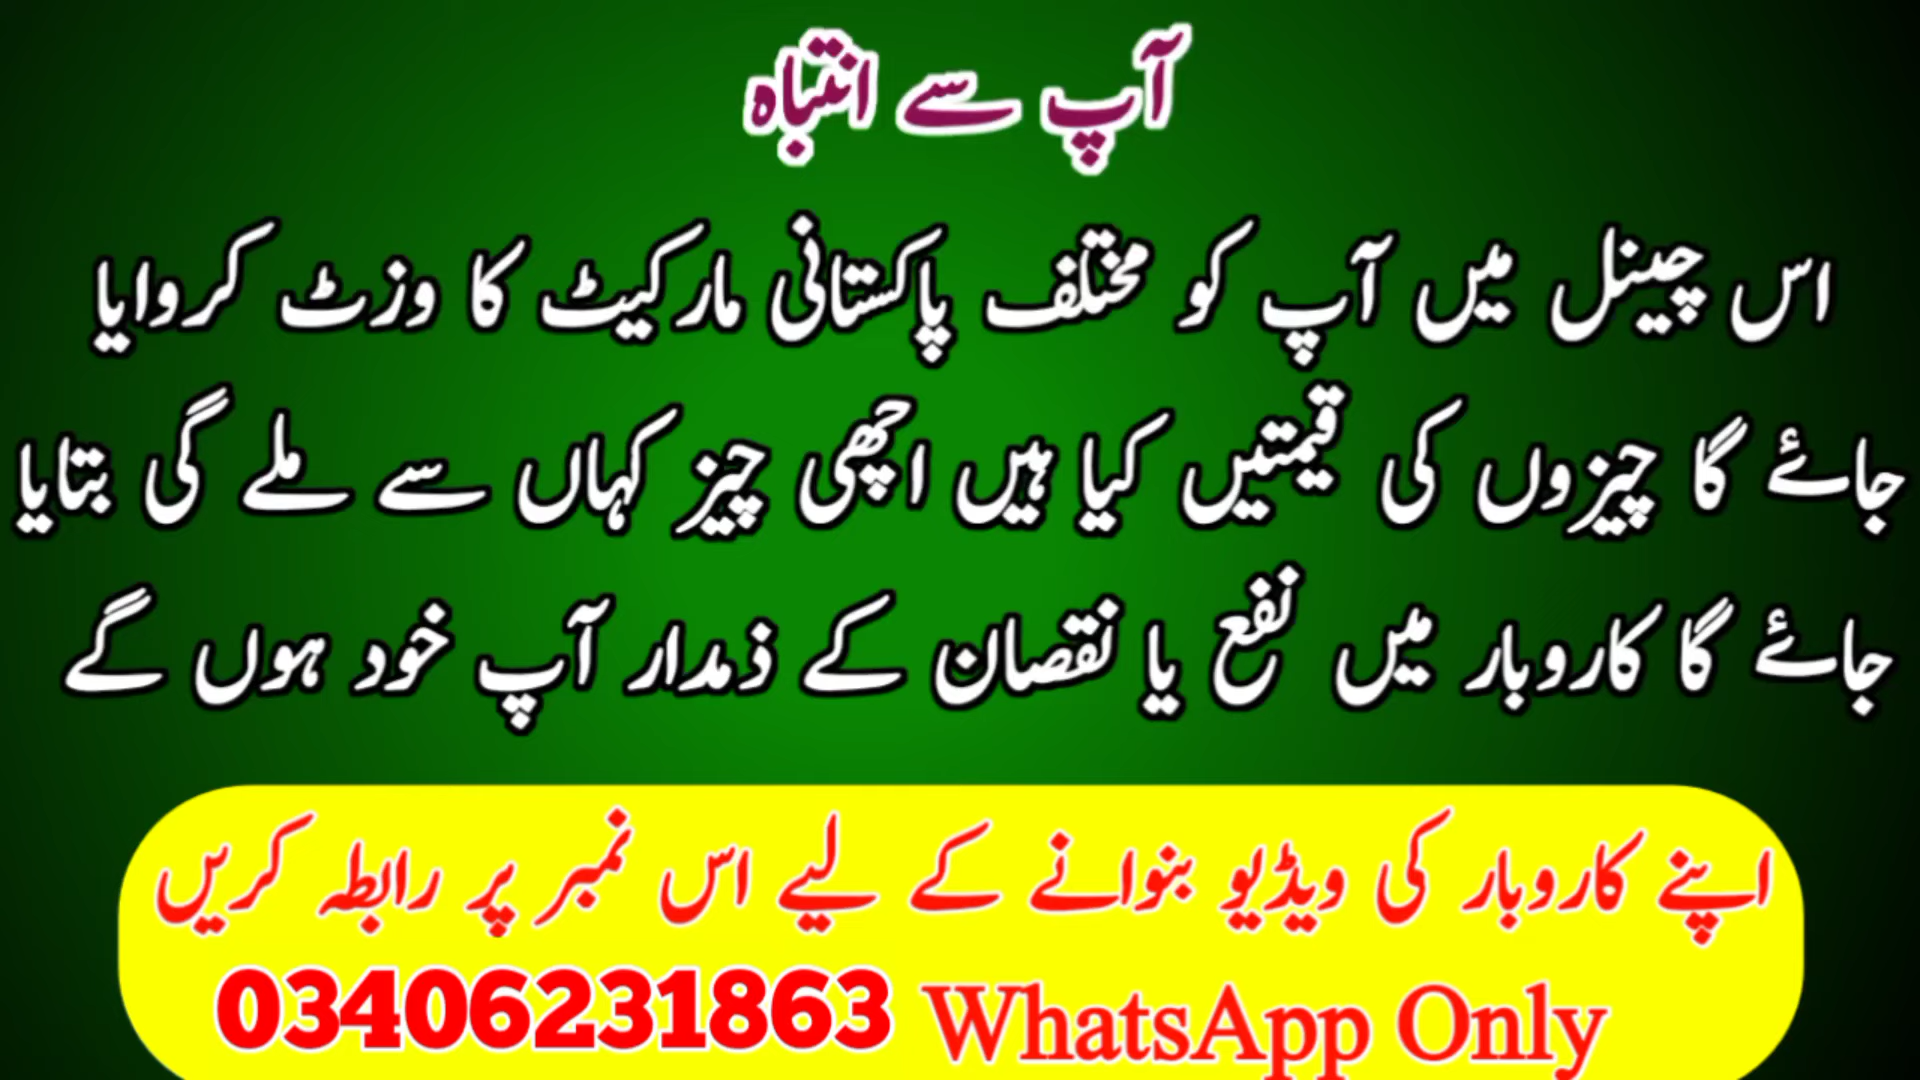 آپ سے انتباہ
اس چینل میں آپ کو مختلف پاکستانی مارکیٹ کا وزٹ کروایا
جائے گا چیزوں کی قیمتیں کیا ہیں اچھی چیز کہاں سے ملے گی بتایا
جائے گا کاروبار میں نفع یا نقصان کے ذمدار آپ خود ہوں گے
اپنے کاروبار کی ویڈیو بنوانے کے لیے اس نمبر پر رابطہ کریں
03406231863 WhatsApp Only